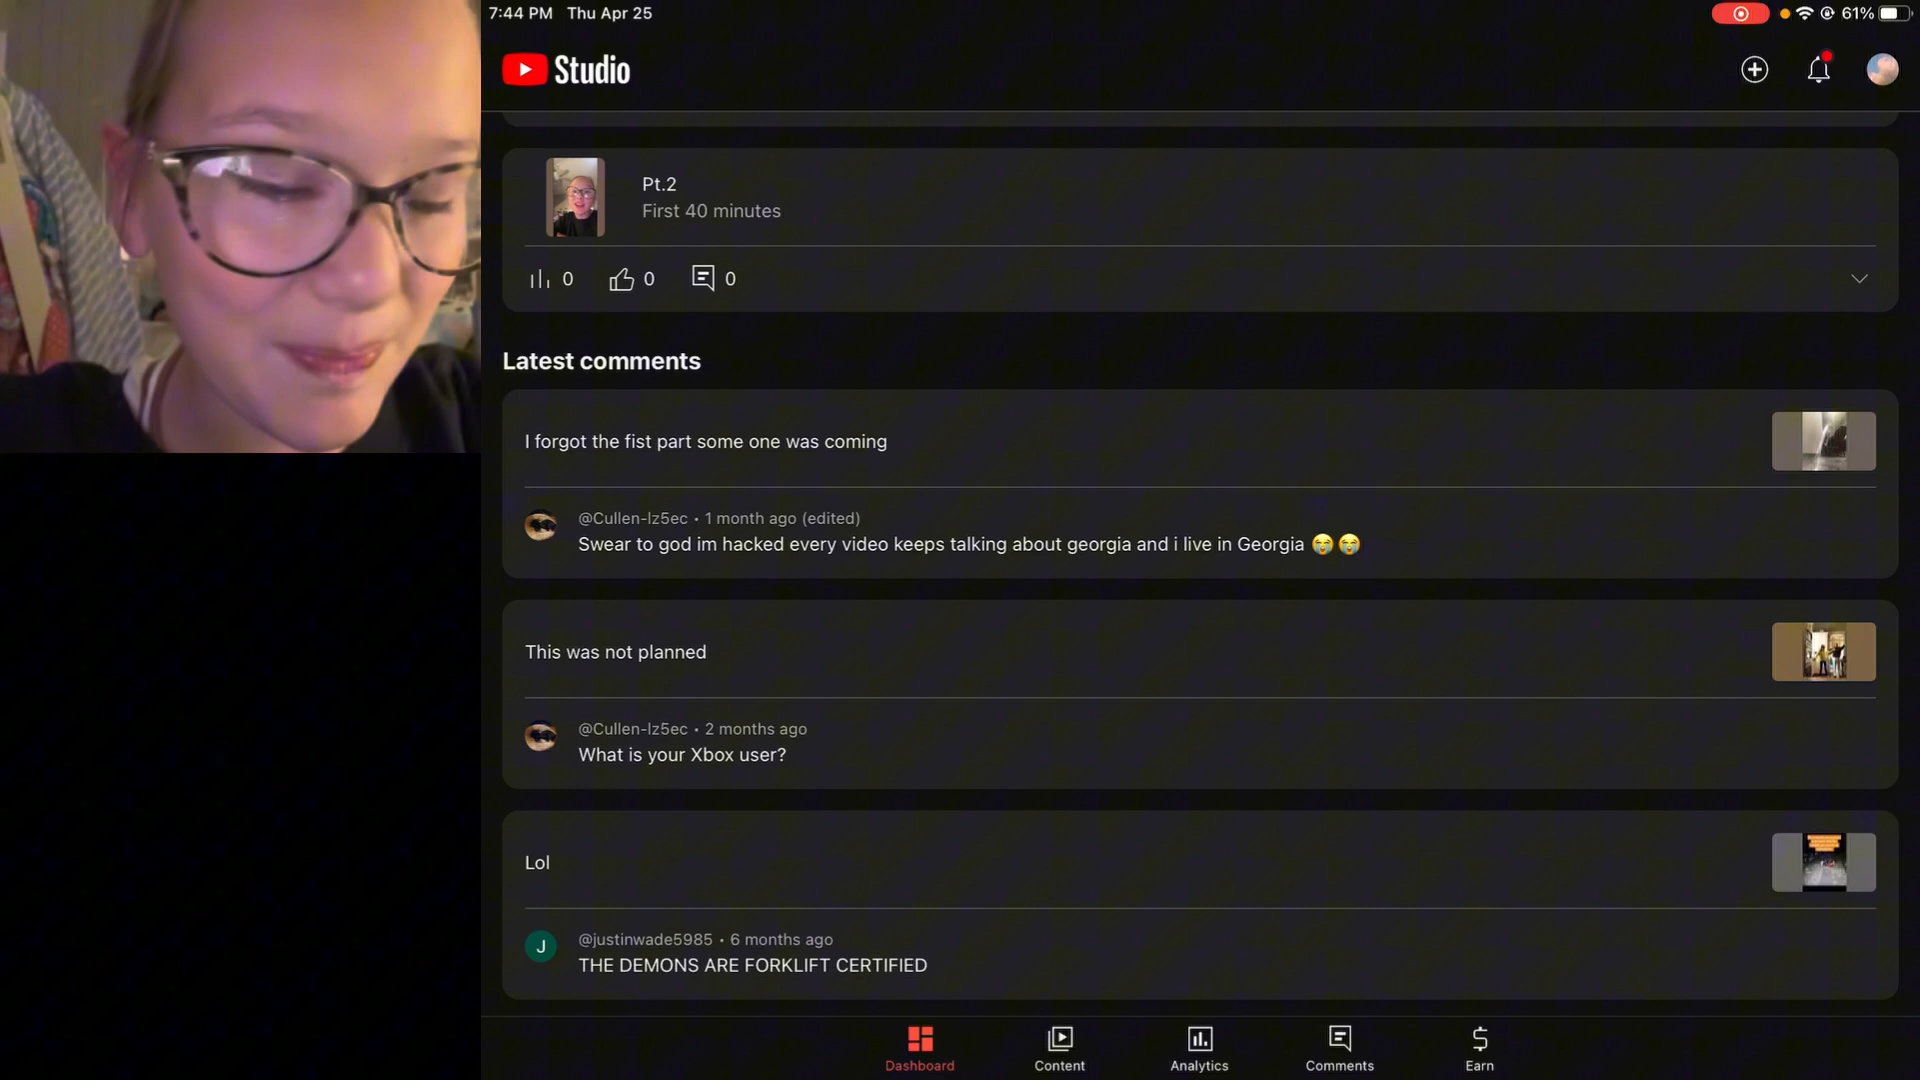 7:44 PM Thu Apr 25
61%
Studio
Pt.2
First 40 minutes
0 0 0
Latest comments
I forgot the fist part some one was coming
@Cullen-lz5ec • 1 month ago (edited)
Swear to god im hacked every video keeps talking about georgia and i live in Georgia 😭😭
This was not planned
@Cullen-lz5ec • 2 months ago
What is your Xbox user?
Lol
J
@justinwade5985 • 6 months ago
THE DEMONS ARE FORKLIFT CERTIFIED
Dashboard Content Analytics Comments Earn